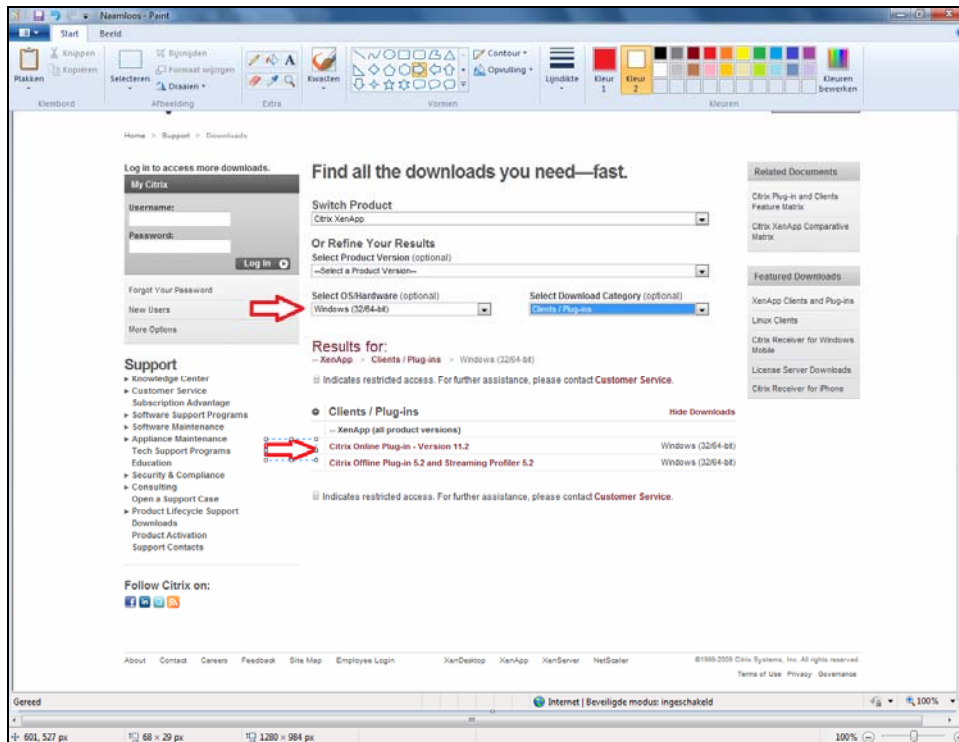 Naamloos - Paint
Start Beeld
Plakken
Knippen
Kopiëren
Klembord
Selecteren
Bijsnijden
Formaat wijzigen
Draaien
Afbeelding
A
Extra
Kwasten
Contour
Opvulling
Vormen
Lijndikte
Kleur 1
Kleur 2
Kleuren bewerken
Kleuren
Home > Support > Downloads
Log in to access more downloads.
My Citrix
Username:
Password:
Log In
Forgot Your Password
New Users
More Options
Support
Knowledge Center
Customer Service
Subscription Advantage
Software Support Programs
Software Maintenance
Appliance Maintenance
Tech Support Programs
Education
Security & Compliance
Consulting
Open a Support Case
Product Lifecycle Support
Downloads
Product Activation
Support Contacts
Follow Citrix on:
Find all the downloads you need—fast.
Switch Product
Citrix XenApp
Or Refine Your Results
Select Product Version (optional)
--Select a Product Version--
Select OS/Hardware (optional)
Windows (32/64-bit)
Select Download Category (optional)
Clients / Plug-ins
Results for:
-- XenApp > Clients / Plug-ins > Windows (32/64-bit)
Indicates restricted access. For further assistance, please contact Customer Service.
Clients / Plug-ins Hide Downloads
-- XenApp (all product versions)
Citrix Online Plug-in - Version 11.2 Windows (32/64-bit)
Citrix Offline Plug-in 5.2 and Streaming Profiler 5.2 Windows (32/64-bit)
Indicates restricted access. For further assistance, please contact Customer Service.
Related Documents
Citrix Plug-in and Clients
Feature Matrix
Citrix XenApp Comparative
Matrix
Featured Downloads
XenApp Clients and Plug-ins
Linux Clients
Citrix Receiver for Windows
Mobile
License Server Downloads
Citrix Receiver for iPhone
About Contact Careers Feedback Site Map Employee Login XenDesktop XenApp XenServer NetScaler ©1999-2009 Citrix Systems, Inc. All rights reserved.
Terms of Use Privacy Governance
Gereed Internet | Beveiligde modus: ingeschakeld 100%
601, 527 px 68 × 29 px 1280 × 984 px 100%